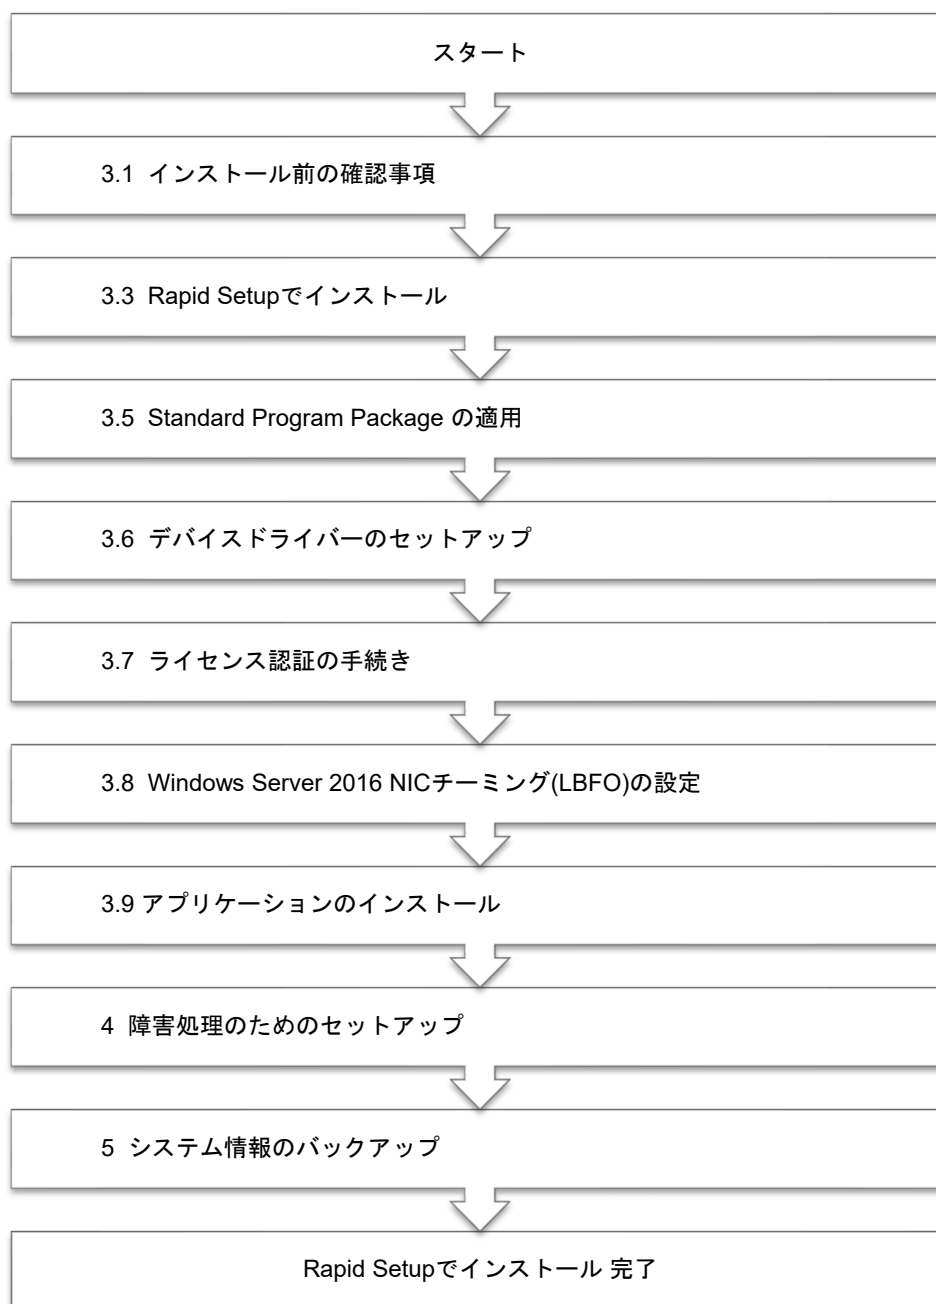 スタート
3.1 インストール前の確認事項
3.3 Rapid Setupでインストール
3.5 Standard Program Package の適用
3.6 デバイスドライバーのセットアップ
3.7 ライセンス認証の手続き
3.8 Windows Server 2016 NICチーミング(LBFO)の設定
3.9 アプリケーションのインストール
4 障害処理のためのセットアップ
5 システム情報のバックアップ
Rapid Setupでインストール 完了